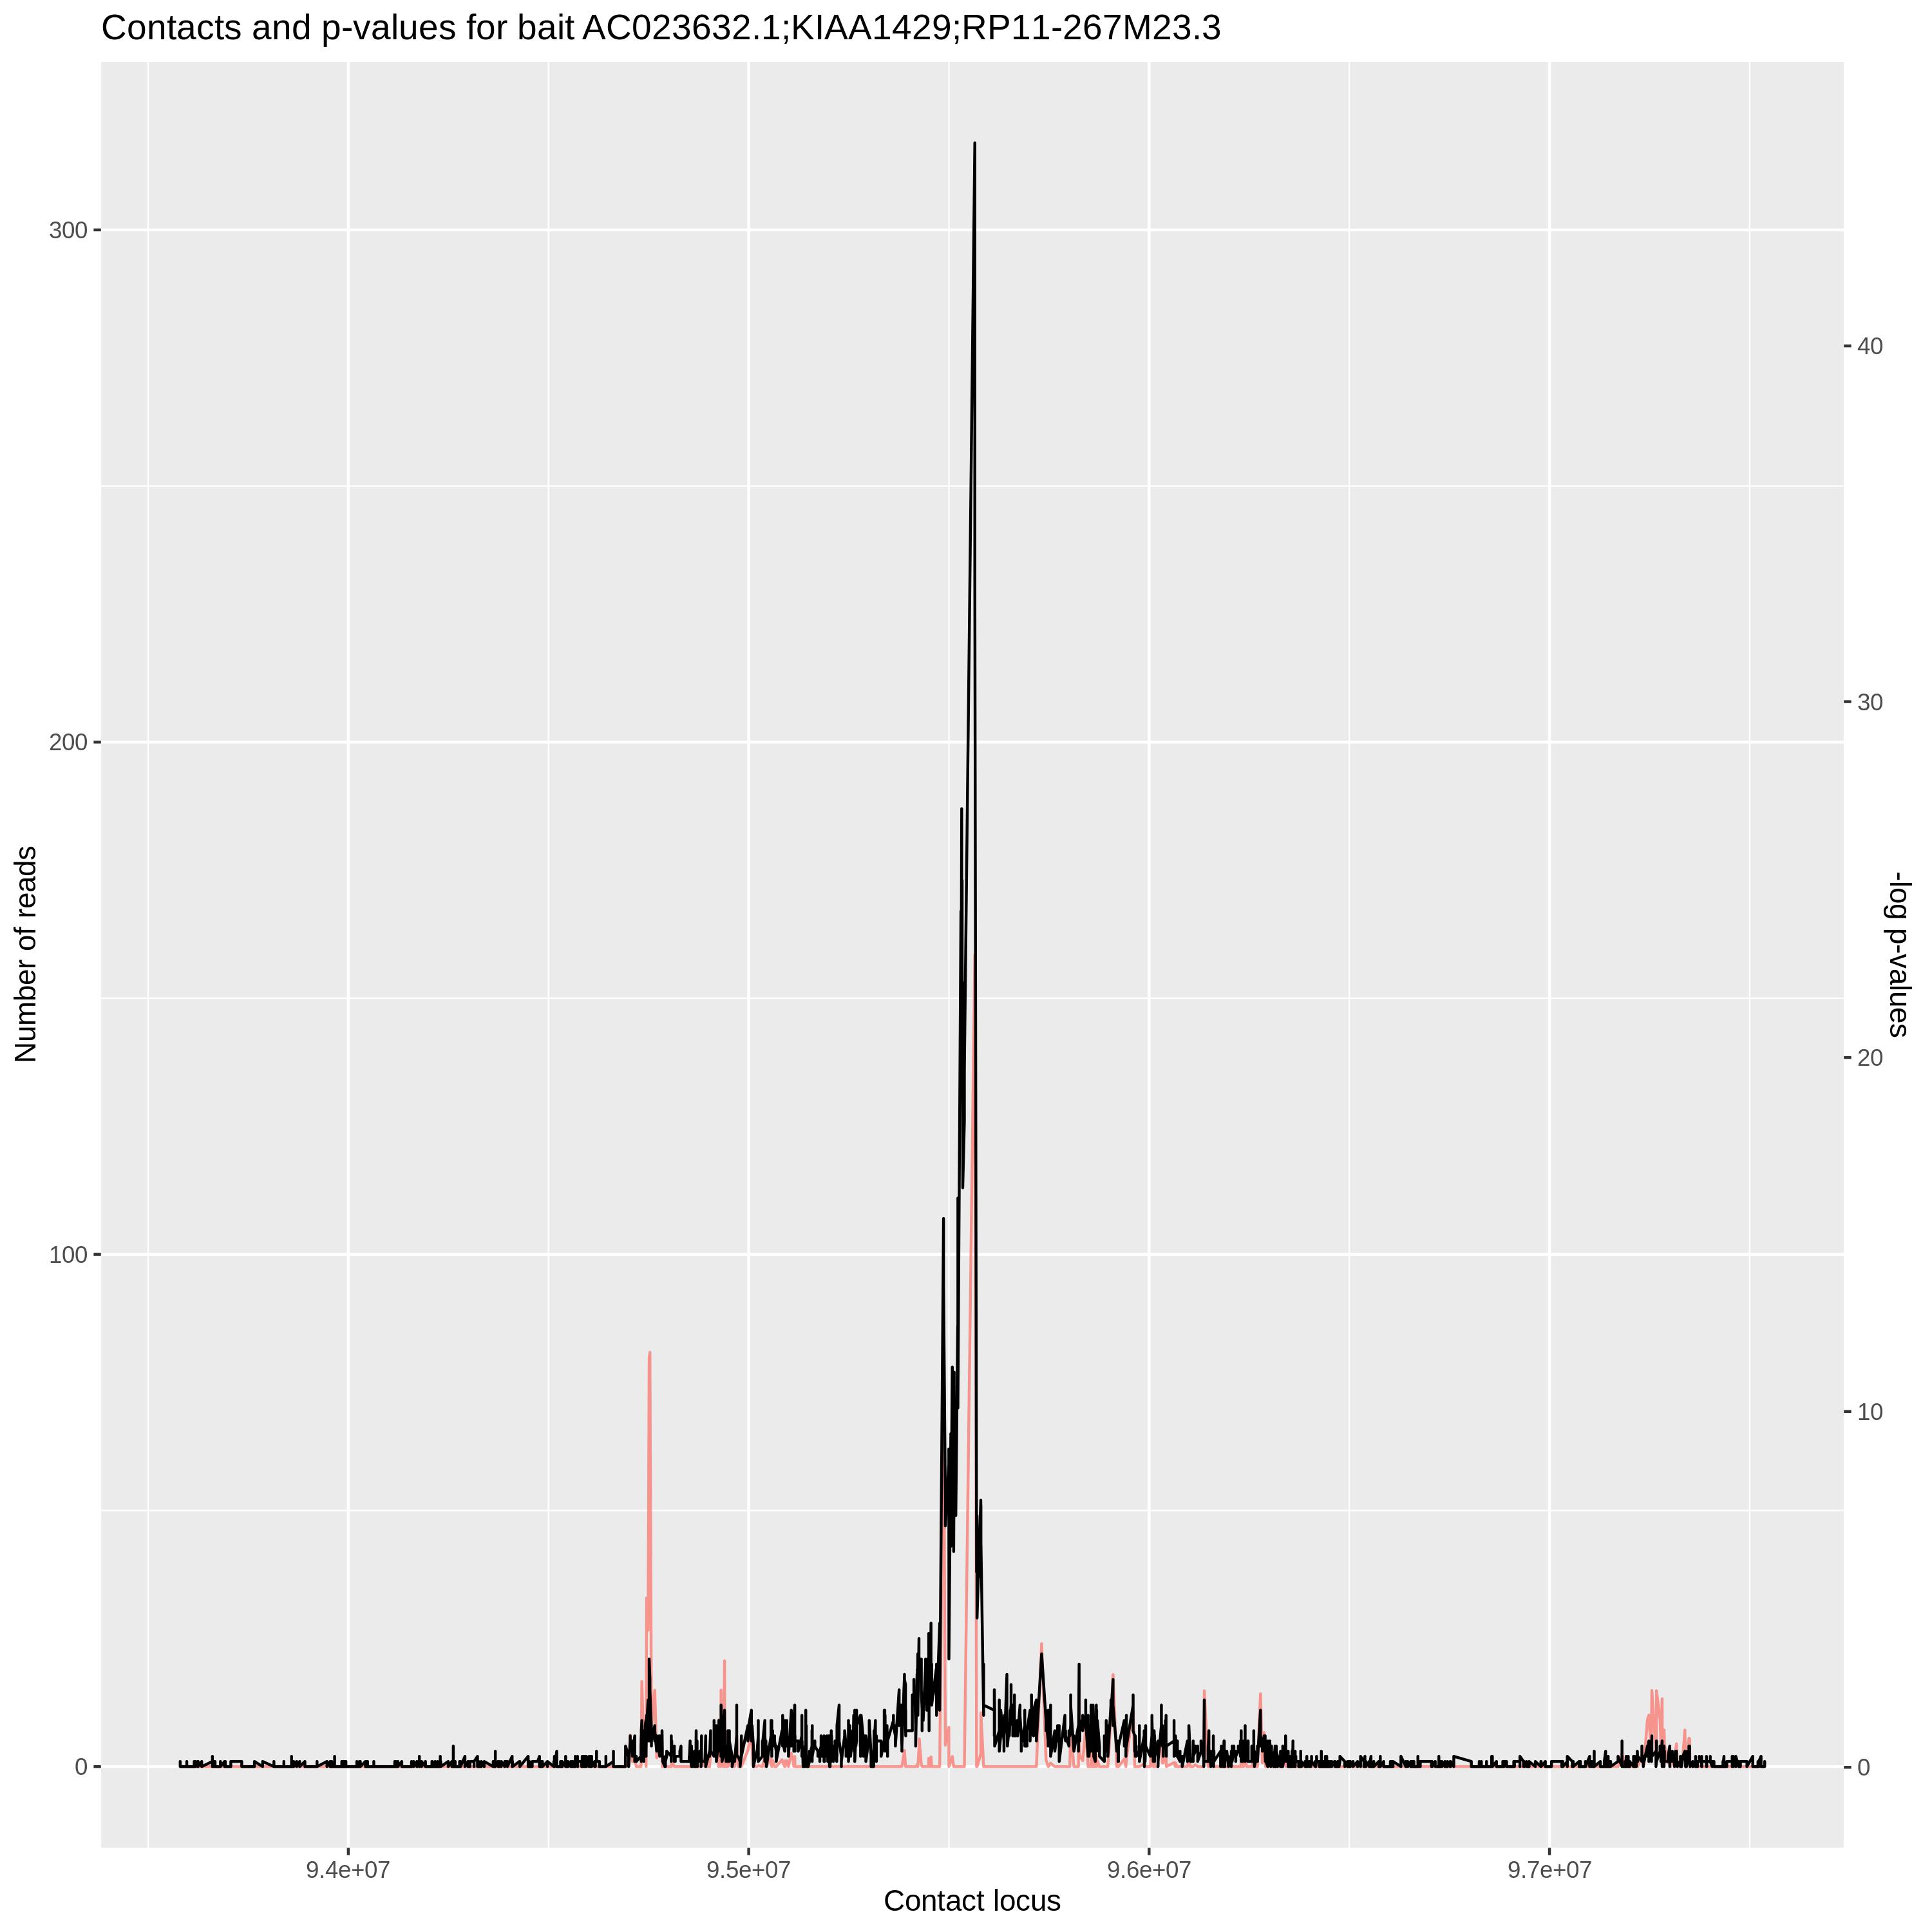 Contacts and p-values for bait AC023632.1;KIAA1429;RP11-267M23.3
300
200
100
0
Number of reads
40
30
20
10
0
-log p-values
9.4e+07
9.5e+07
9.6e+07
9.7e+07
Contact locus